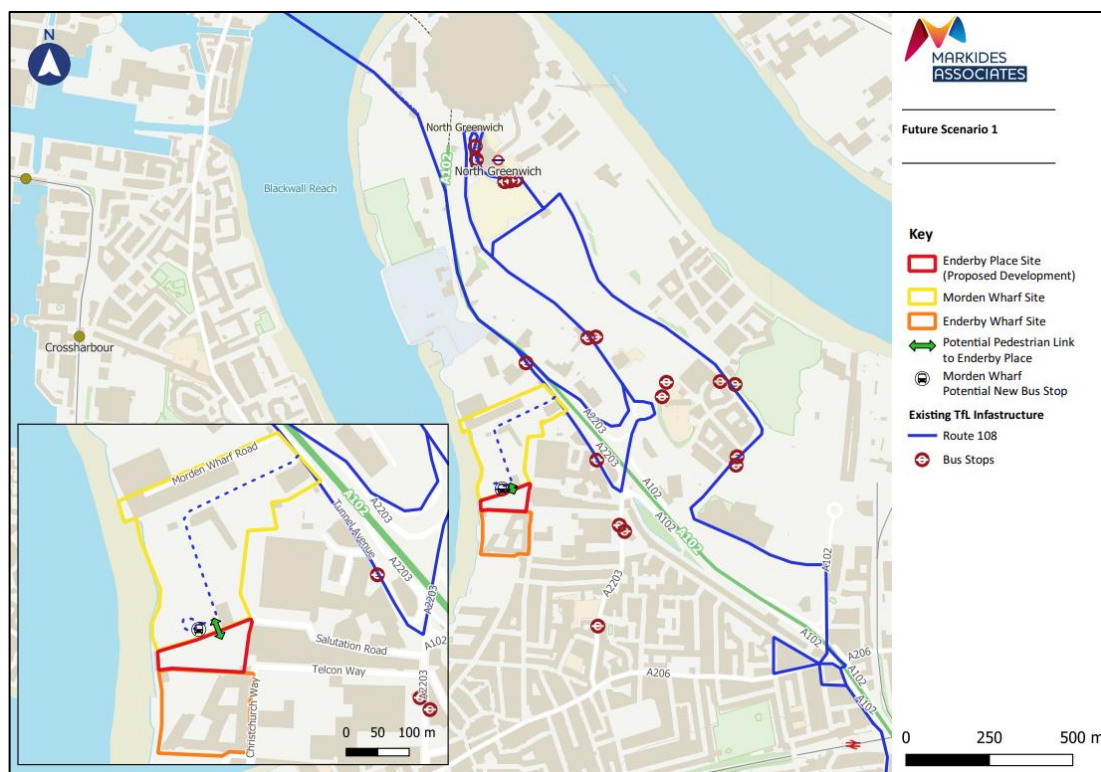 N
MARKIDES
ASSOCIATES
Future Scenario 1
Key
Enderby Place Site
(Proposed Development)
Morden Wharf Site
Enderby Wharf Site
Potential Pedestrian Link
to Enderby Place
Morden Wharf
Potential New Bus Stop
Existing TfL Infastructure
Route 108
Bus Stops
0 250 500 m
North Greenwich
A102
North Greenwich
Blackwall Reach
Crossharbour
A2203
A2203
A102
A102
A102
A102
A2203
A102
A206
A206
A102
A102
Morden Wharf Road
A102
A2203
Tunnel Avenue
A2203
A2203
A102
Salutation Road
Telcon Way
A2203
Christchurch Way
0 50 100 m